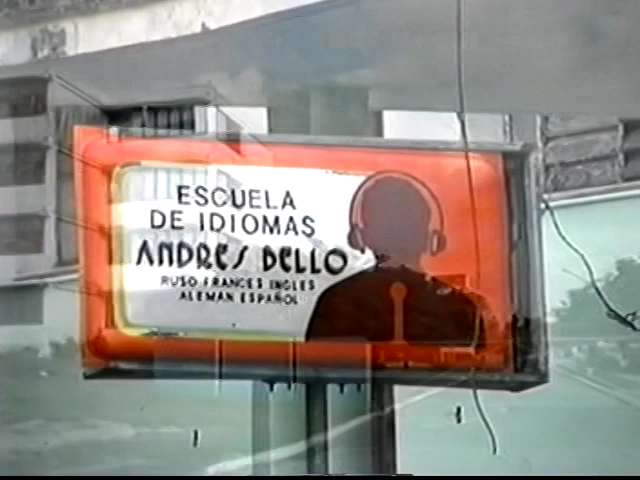 ESCUELA
DE IDIOMAS
ANDRES BELLO
RUSO FRANCES INGLES
ALEMAN ESPAÑOL